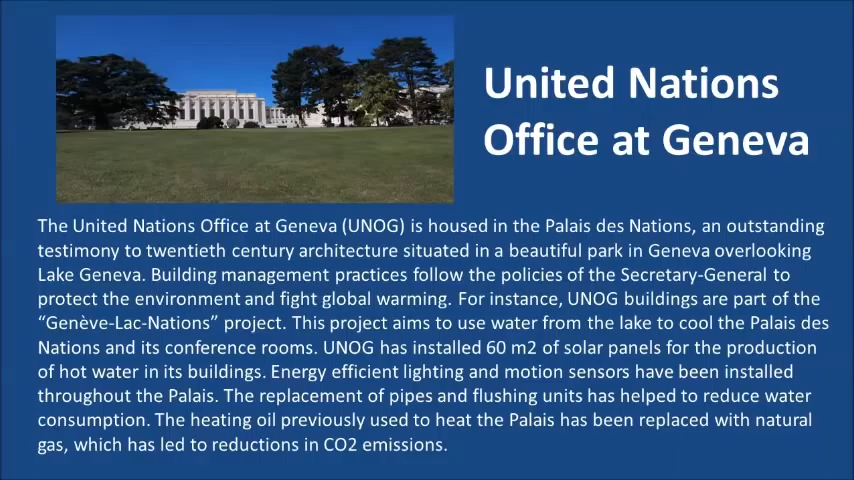 United Nations
Office at Geneva
The United Nations Office at Geneva (UNOG) is housed in the Palais des Nations, an outstanding
testimony to twentieth century architecture situated in a beautiful park in Geneva overlooking
Lake Geneva. Building management practices follow the policies of the Secretary-General to
protect the environment and fight global warming. For instance, UNOG buildings are part of the
“Genève-Lac-Nations” project. This project aims to use water from the lake to cool the Palais des
Nations and its conference rooms. UNOG has installed 60 m2 of solar panels for the production
of hot water in its buildings. Energy efficient lighting and motion sensors have been installed
throughout the Palais. The replacement of pipes and flushing units has helped to reduce water
consumption. The heating oil previously used to heat the Palais has been replaced with natural
gas, which has led to reductions in CO2 emissions.